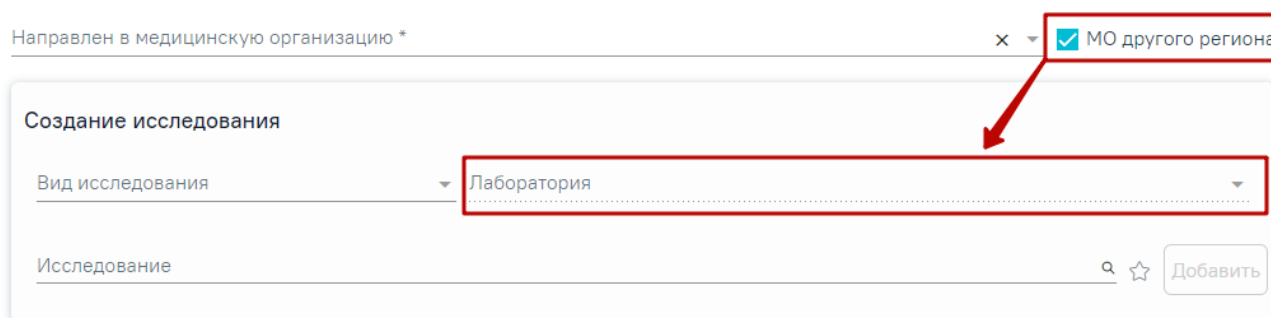 Направлен в медицинскую организацию * МО другого региона
Создание исследования
Вид исследования Лаборатория
Исследование Добавить